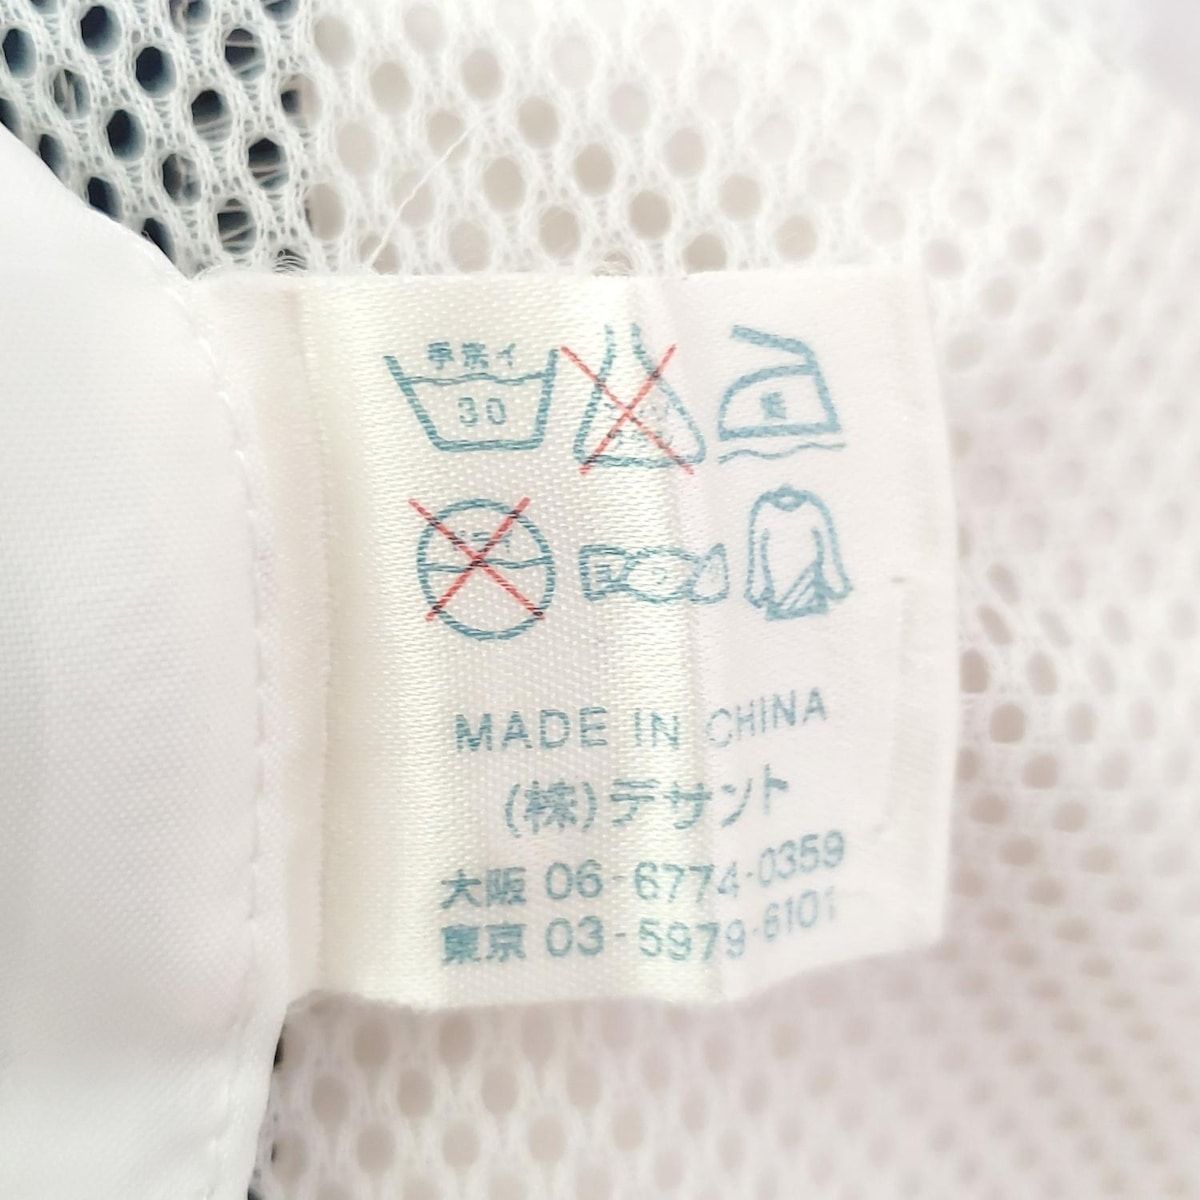 手洗イ
30
MADE IN CHINA
(株)デサント
大阪 06-6774-0359
東京 03-5979-6101